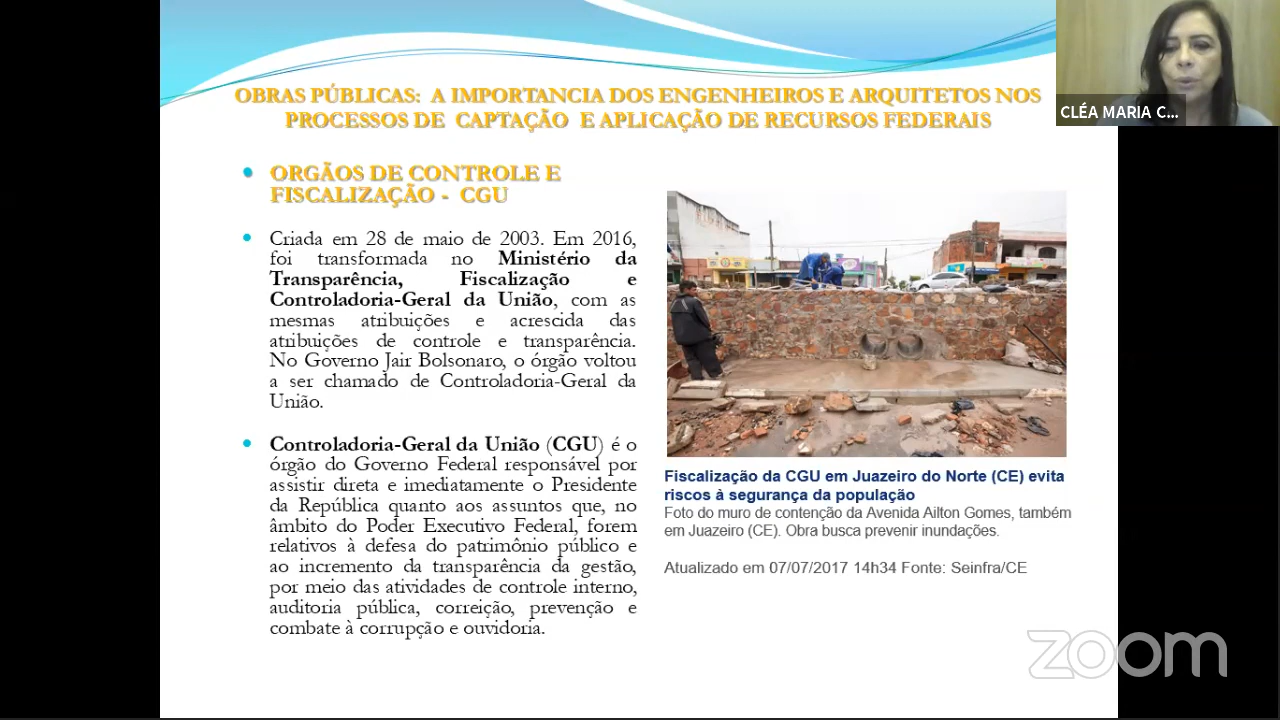 OBRAS PÚBLICAS: A IMPORTANCIA DOS ENGENHEIROS E ARQUITETOS NOS
PROCESSOS DE CAPTAÇÃO E APLICAÇÃO DE RECURSOS FEDERAIS
CLÉA MARIA C...
• ORGÃOS DE CONTROLE E
FISCALIZAÇÃO - CGU
• Criada em 28 de maio de 2003. Em 2016,
foi transformada no Ministério da
Transparência, Fiscalização e
Controladoria-Geral da União, com as
mesmas atribuições e acrescida das
atribuições de controle e transparência.
No Governo Jair Bolsonaro, o órgão voltou
a ser chamado de Controladoria-Geral da
União.
• Controladoria-Geral da União (CGU) é o
órgão do Governo Federal responsável por
assistir direta e imediatamente o Presidente
da República quanto aos assuntos que, no
âmbito do Poder Executivo Federal, forem
relativos à defesa do patrimônio público e
ao incremento da transparência da gestão,
por meio das atividades de controle interno,
auditoria pública, correição, prevenção e
combate à corrupção e ouvidoria.
Fiscalização da CGU em Juazeiro do Norte (CE) evita
riscos à segurança da população
Foto do muro de contenção da Avenida Ailton Gomes, também
em Juazeiro (CE). Obra busca prevenir inundações.
Atualizado em 07/07/2017 14h34 Fonte: Seinfra/CE
zoom